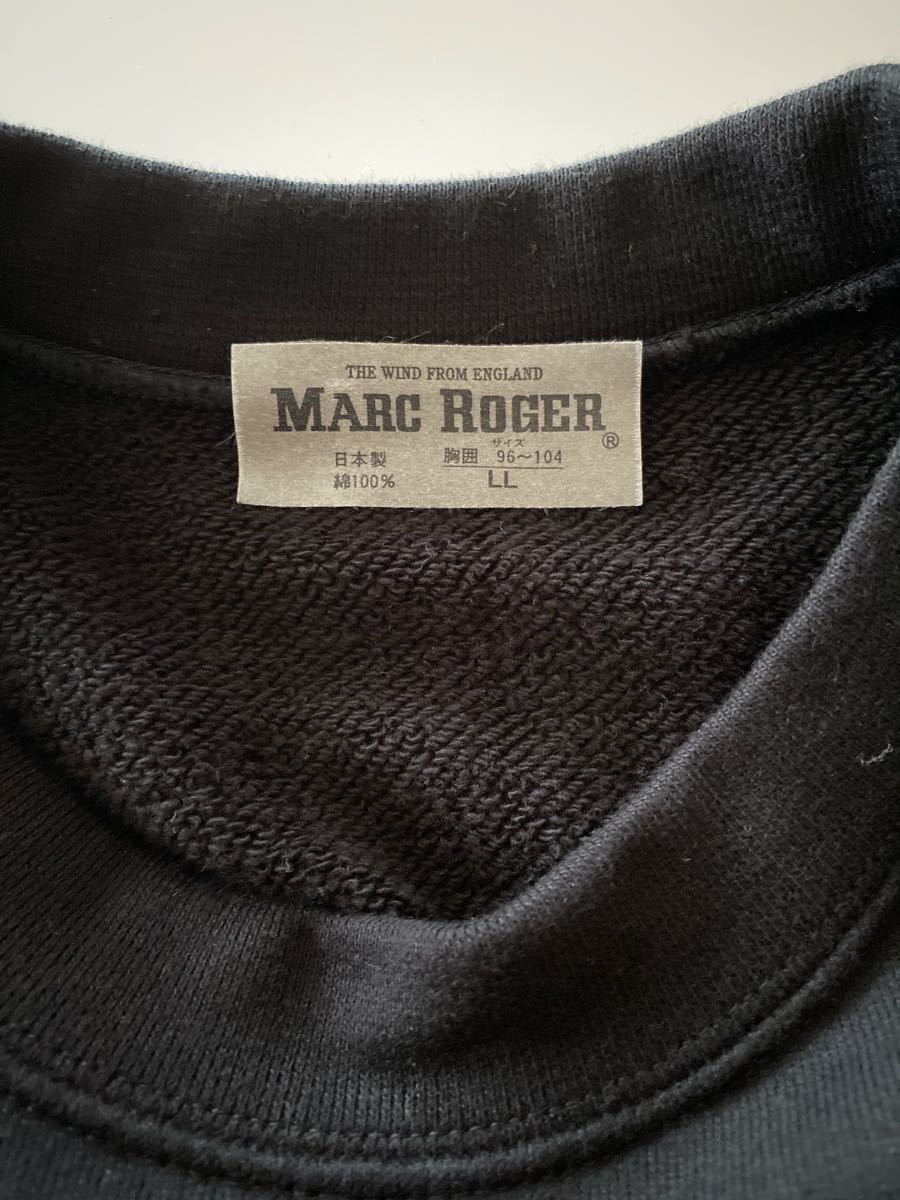 THE WIND FROM ENGLAND
MARC ROGER®
サイズ
日本製 胸囲 96～104
綿100% LL